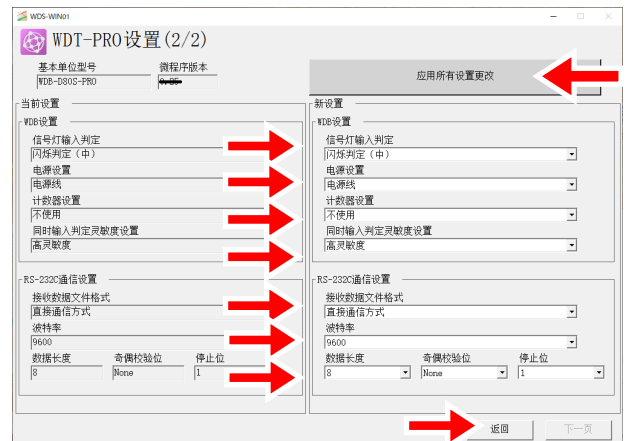 WDS-WIN01
WDT-PRO设置(2/2)
基本单位型号 微程序版本
WDB-D80S-PRO
应用所有设置更改
当前设置
WDB设置
信号灯输入判定
闪烁判定（中）
电源设置
电源线
计数器设置
不使用
同时输入判定灵敏度设置
高灵敏度
RS-232C通信设置
接收数据文件格式
直接通信方式
波特率
9600
数据长度 奇偶校验位 停止位
8 None 1
新设置
WDB设置
信号灯输入判定
闪烁判定（中）
电源设置
电源线
计数器设置
不使用
同时输入判定灵敏度设置
高灵敏度
RS-232C通信设置
接收数据文件格式
直接通信方式
波特率
9600
数据长度 奇偶校验位 停止位
8 None 1
返回 下一页